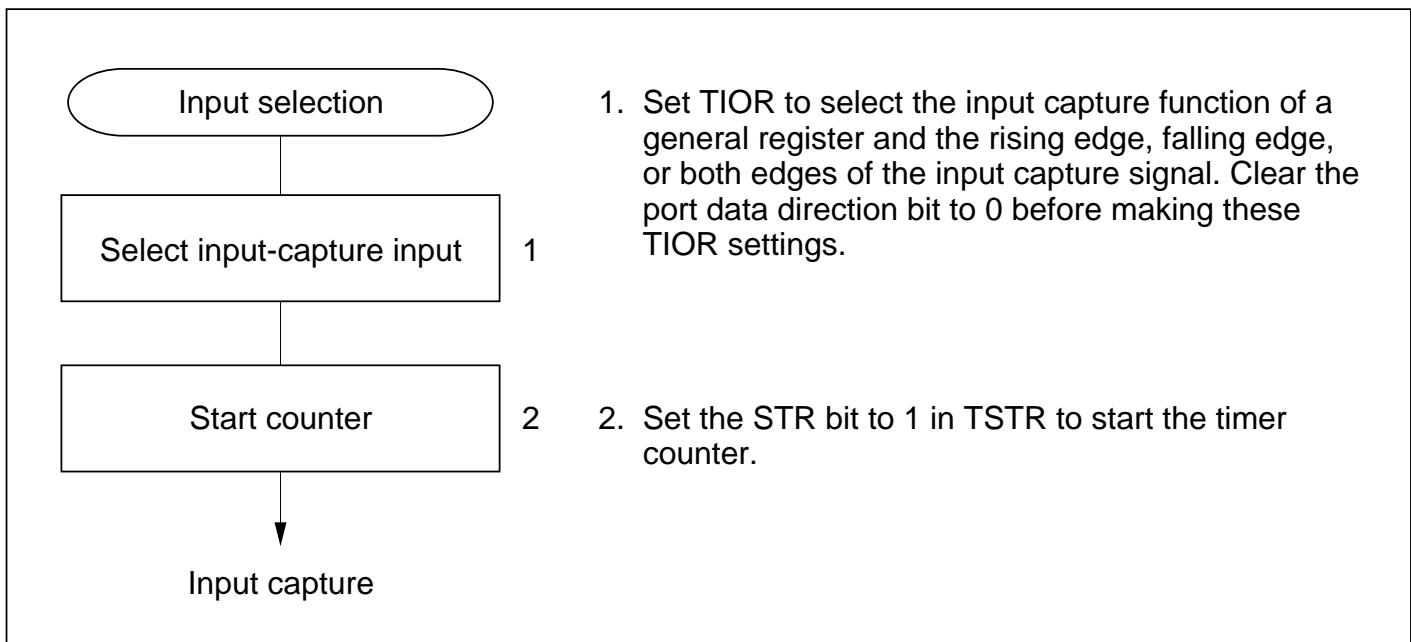 Input selection
Select input-capture input
1
Start counter
2
Input capture
1. Set TIOR to select the input capture function of a
general register and the rising edge, falling edge,
or both edges of the input capture signal. Clear the
port data direction bit to 0 before making these
TIOR settings.
2. Set the STR bit to 1 in TSTR to start the timer
counter.